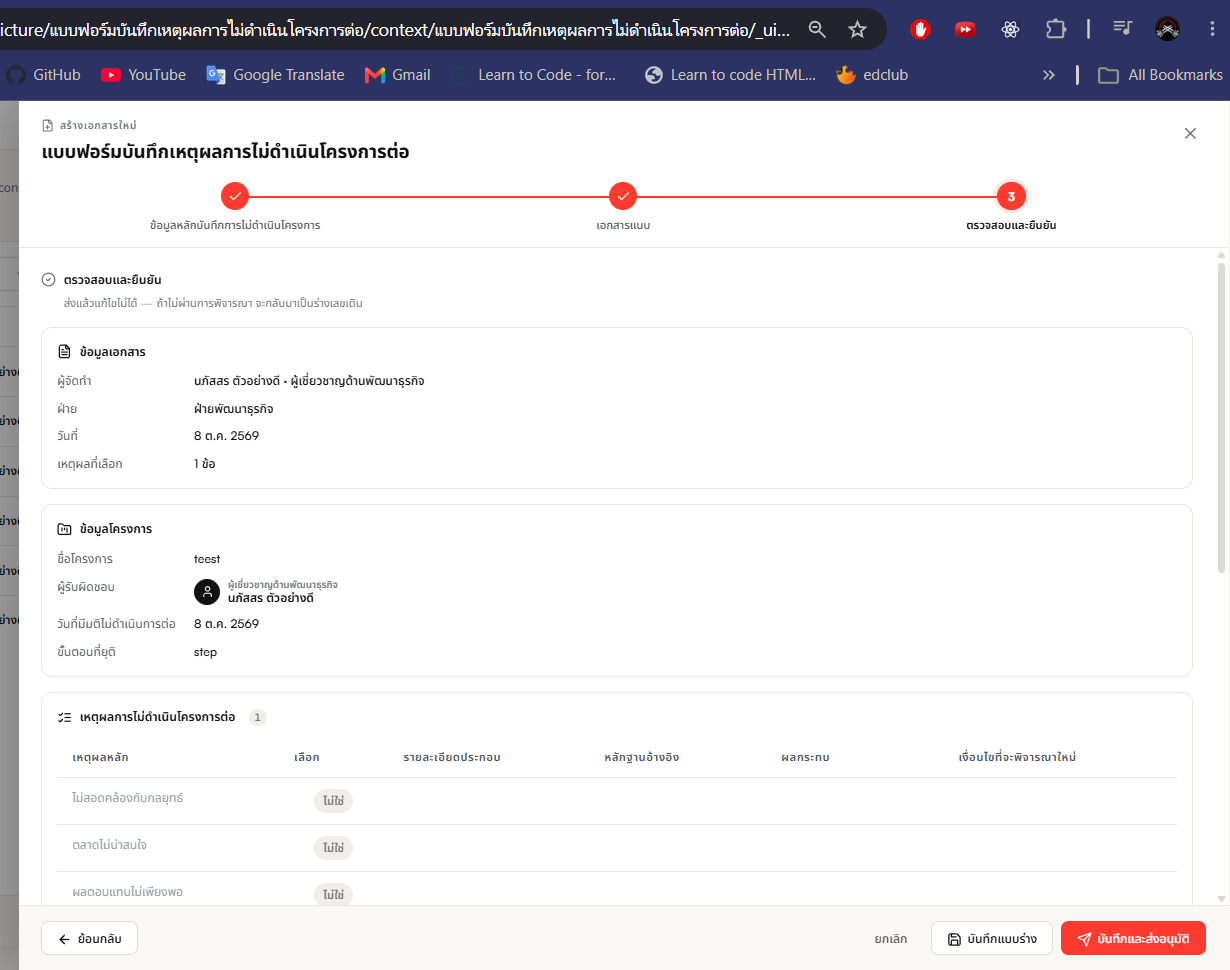 icture/แบบฟอร์มบันทึกเหตุผลการไม่ดำเนินโครงการต่อ/context/แบบฟอร์มบันทึกเหตุผลการไม่ดำเนินโครงการต่อ/_ui...
GitHub YouTube Google Translate Gmail Learn to Code - for... Learn to code HTML... edclub » All Bookmarks
สร้างเอกสารใหม่
แบบฟอร์มบันทึกเหตุผลการไม่ดำเนินโครงการต่อ
3
ข้อมูลหลักบันทึกการไม่ดำเนินโครงการ เอกสารแนบ ตรวจสอบและยืนยัน
ตรวจสอบและยืนยัน
ส่งแล้วแก้ไขไม่ได้ — ถ้าไม่ผ่านการพิจารณา จะกลับมาเป็นร่างเลขเดิม
ข้อมูลเอกสาร
ผู้จัดทำ นภัสสร ตัวอย่างดี • ผู้เชี่ยวชาญด้านพัฒนาธุรกิจ
ฝ่าย ฝ่ายพัฒนาธุรกิจ
วันที่ 8 ต.ค. 2569
เหตุผลที่เลือก 1 ข้อ
ข้อมูลโครงการ
ชื่อโครงการ teest
ผู้รับผิดชอบ ผู้เชี่ยวชาญด้านพัฒนาธุรกิจ
นภัสสร ตัวอย่างดี
วันที่มีมติไม่ดำเนินการต่อ 8 ต.ค. 2569
ขั้นตอนที่ยุติ step
เหตุผลการไม่ดำเนินโครงการต่อ 1
เหตุผลหลัก เลือก รายละเอียดประกอบ หลักฐานอ้างอิง ผลกระทบ เงื่อนไขที่จะพิจารณาใหม่
ไม่สอดคล้องกับกลยุทธ์ ไม่ใช่
ตลาดไม่น่าสนใจ ไม่ใช่
ผลตอบแทนไม่เพียงพอ ไม่ใช่
ย้อนกลับ ยกเลิก บันทึกแบบร่าง บันทึกและส่งอนุมัติ